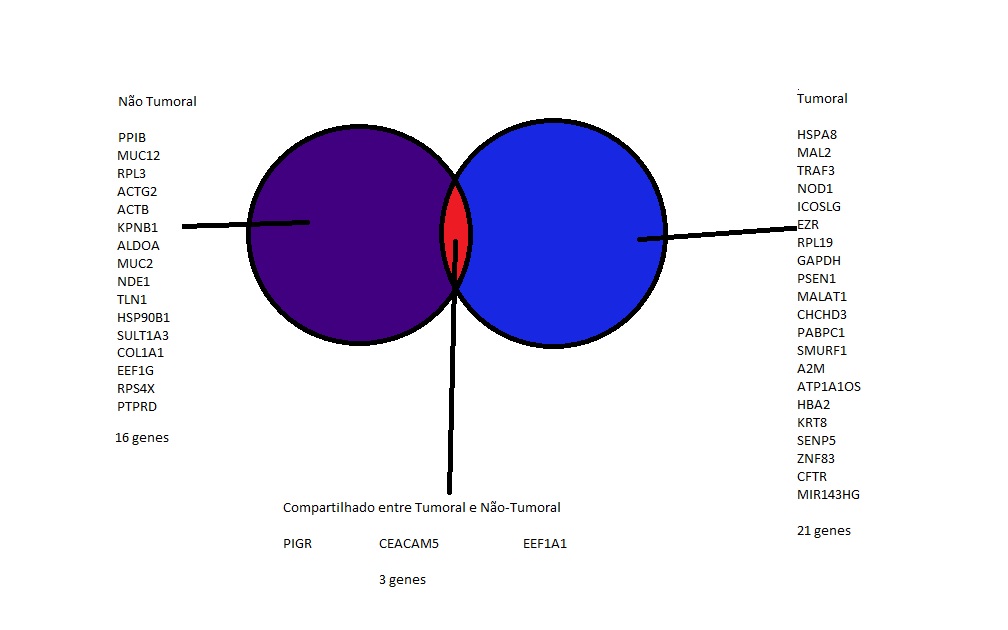 Não Tumoral
PPIB
MUC12
RPL3
ACTG2
ACTB
KPNB1
ALDOA
MUC2
NDE1
TLN1
HSP90B1
SULT1A3
COL1A1
EEF1G
RPS4X
PTPRD
16 genes
Tumoral
HSPA8
MAL2
TRAF3
NOD1
ICOSLG
EZR
RPL19
GAPDH
PSEN1
MALAT1
CHCHD3
PABPC1
SMURF1
A2M
ATP1A1OS
HBA2
KRT8
SENP5
ZNF83
CFTR
MIR143HG
21 genes
Compartilhado entre Tumoral e Não-Tumoral
PIGR CEACAM5 EEF1A1
3 genes